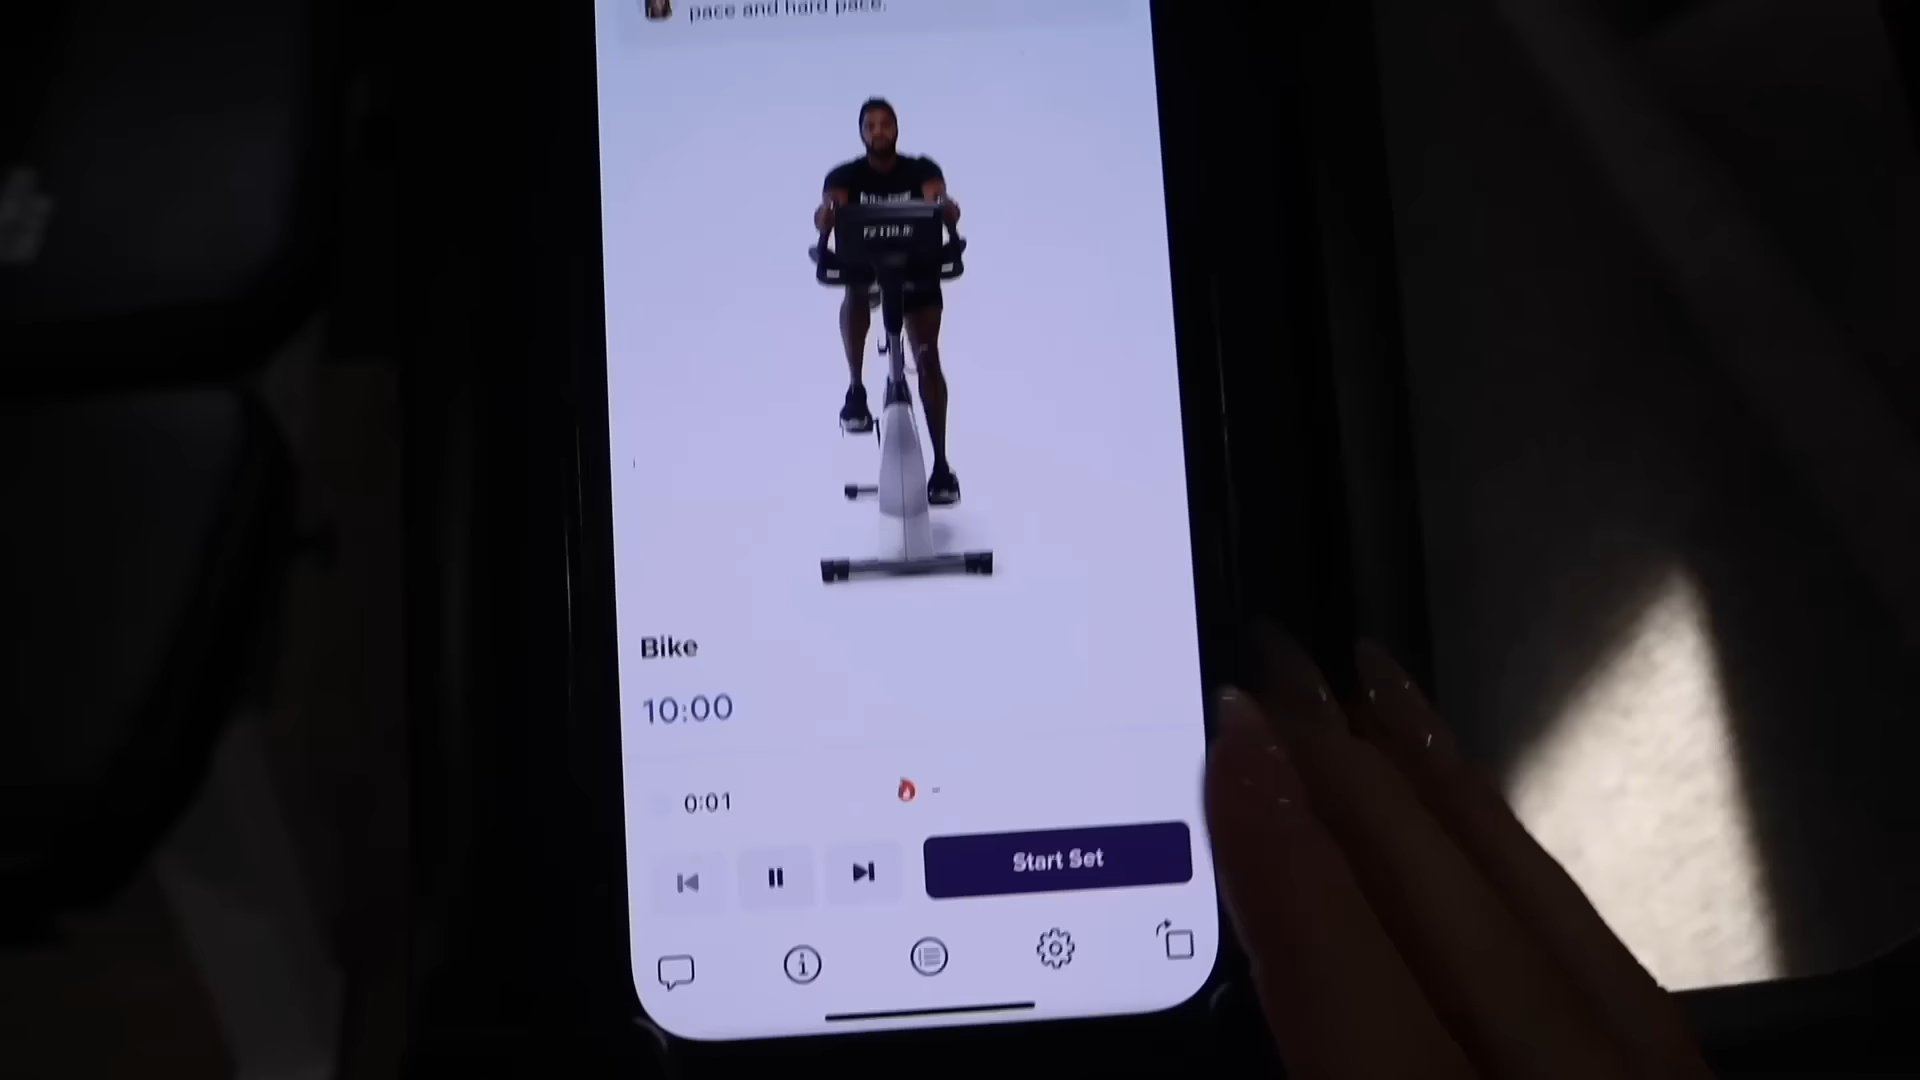 pace and hard pace.
Bike
10:00
0:01
-
Start Set